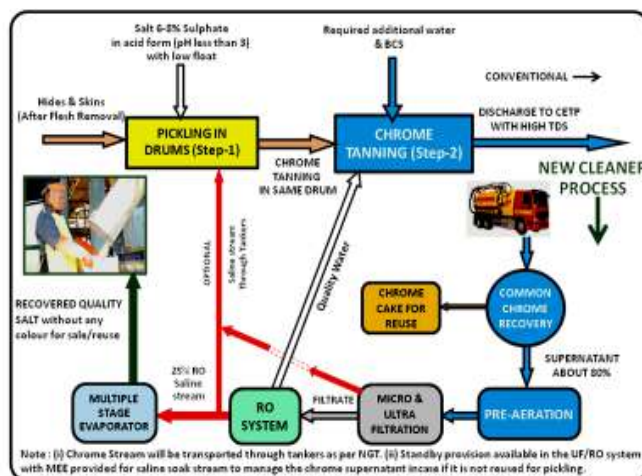 Salt 6-8% Sulphate
in acid form (pH less than 3)
with low float
Required additional water
& BCS
CONVENTIONAL
Hides & Skins
(After Flesh Removal)
PICKLING IN
DRUMS (Step-1)
CHROME
TANNING (Step-2)
DISCHARGE TO CETP
WITH HIGH TDS
CHROME
TANNING
IN SAME DRUM
NEW CLEANER
PROCESS
OPTIONAL
Saline stream
through Tankers
Quality Water
RECOVERED QUALITY
SALT without any
colour for sale/reuse
CHROME
CAKE FOR
REUSE
COMMON
CHROME
RECOVERY
SUPERNATANT
ABOUT 80%
25% RO
Saline
stream
MULTIPLE
STAGE
EVAPORATOR
RO
SYSTEM
FILTRATE
MICRO &
ULTRA
FILTRATION
PRE-AERATION
Note : (i) Chrome Stream will be transported through tankers as per NGT. (ii) Standby provision available in the UF/RO system
with MEE provided for saline soak stream to manage the chrome supernatant incase if it is not reused for pickling.